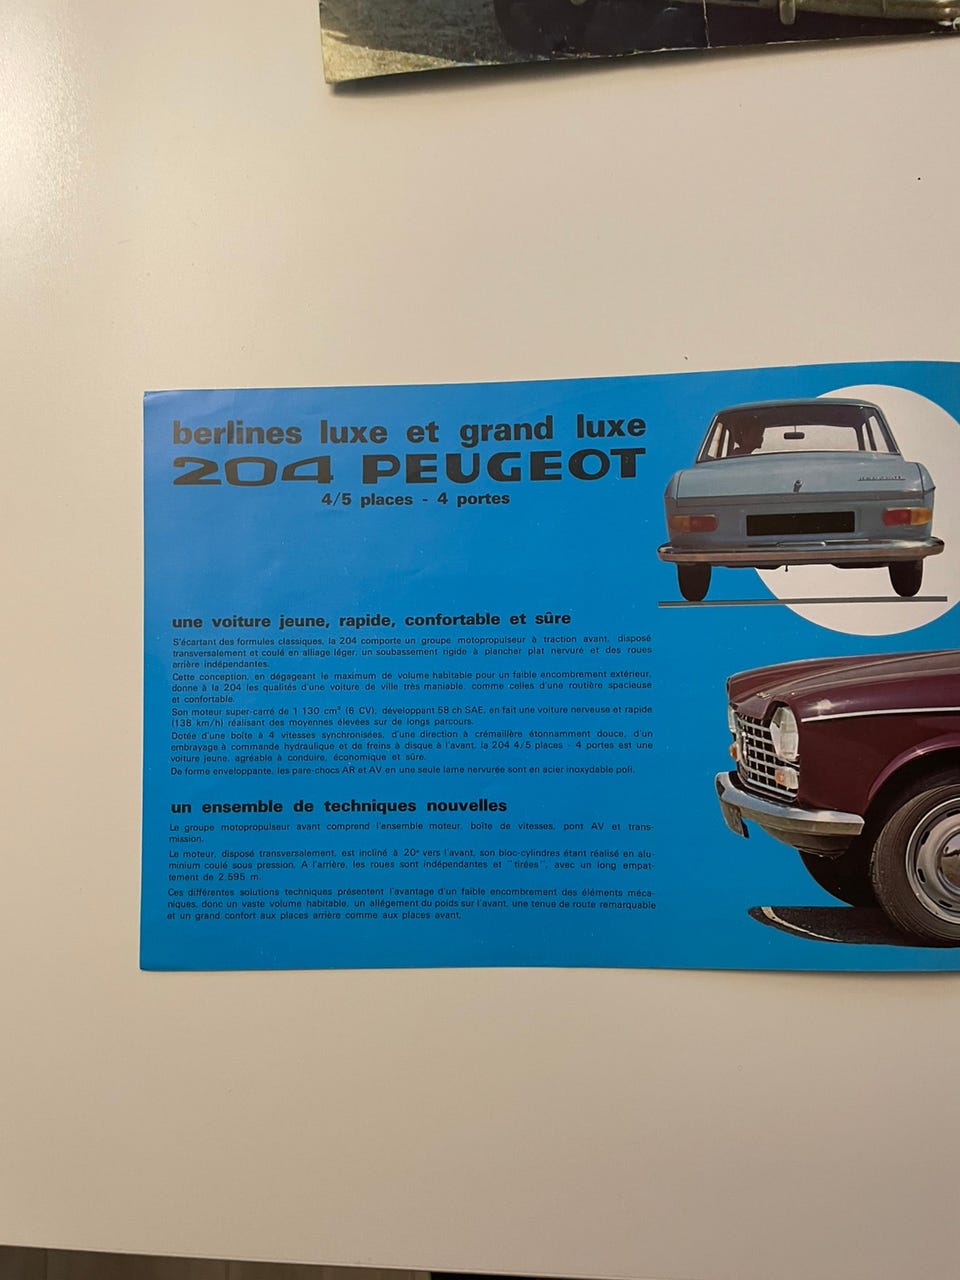 berlines luxe et grand luxe
204 PEUGEOT
4/5 places - 4 portes
une voiture jeune, rapide, confortable et sûre
S'écartant des formules classiques, la 204 comporte un groupe motopropulseur à traction avant, disposé
transversalement et coulé en alliage léger, un soubassement rigide à plancher plat nervuré et des roues
arrière indépendantes.
Cette conception, en dégageant le maximum de volume habitable pour un faible encombrement extérieur,
donne à la 204 les qualités d'une voiture de ville très maniable, comme celles d'une routière spacieuse
et confortable.
Son moteur super-carré de 1 130 cm³ (6 CV), développant 58 ch SAE, en fait une voiture nerveuse et rapide
(138 km/h) réalisant des moyennes élevées sur de longs parcours.
Dotée d'une boîte à 4 vitesses synchronisées, d'une direction à crémaillère étonnamment douce, d'un
embrayage à commande hydraulique et de freins à disque à l'avant, la 204 4/5 places - 4 portes est une
voiture jeune, agréable à conduire, économique et sûre.
De forme enveloppante, les pare-chocs AR et AV en une seule lame nervurée sont en acier inoxydable poli.
un ensemble de techniques nouvelles
Le groupe motopropulseur avant comprend l'ensemble moteur, boîte de vitesses, pont AV et trans-
mission.
Le moteur, disposé transversalement, est incliné à 20° vers l'avant, son bloc-cylindres étant réalisé en alu-
minium coulé sous pression. A l'arrière, les roues sont indépendantes et "tirées", avec un long empat-
tement de 2,595 m.
Ces différentes solutions techniques présentent l'avantage d'un faible encombrement des éléments méca-
niques, donc un vaste volume habitable, un allégement du poids sur l'avant, une tenue de route remarquable
et un grand confort aux places arrière comme aux places avant.